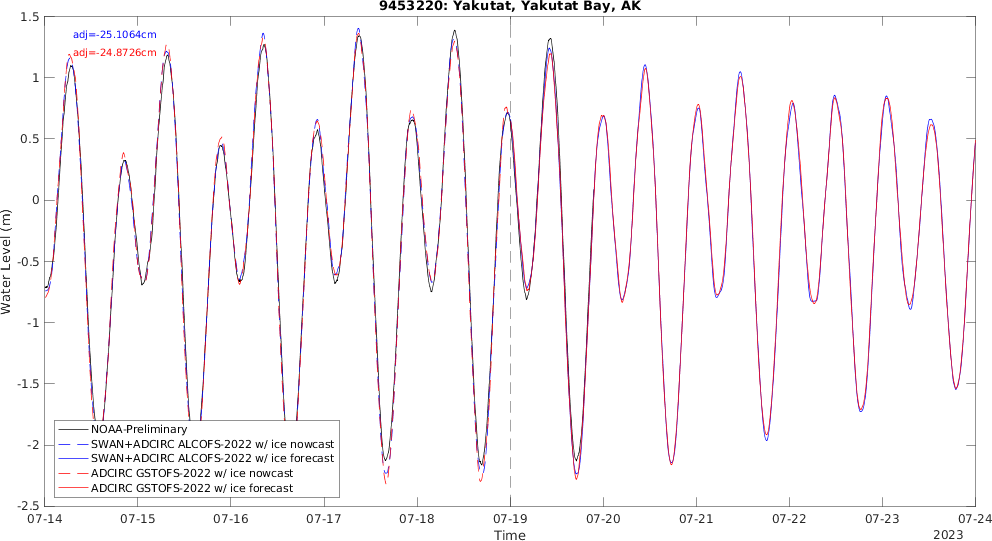 9453220: Yakutat, Yakutat Bay, AK
adj=-25.1064cm
adj=-24.8726cm
1.5
1
0.5
0
-0.5
-1
-1.5
-2
-2.5
Water Level (m)
NOAA-Preliminary
SWAN+ADCIRC ALCOFS-2022 w/ ice nowcast
SWAN+ADCIRC ALCOFS-2022 w/ ice forecast
ADCIRC GSTOFS-2022 w/ ice nowcast
ADCIRC GSTOFS-2022 w/ ice forecast
07-14 07-15 07-16 07-17 07-18 07-19 07-20 07-21 07-22 07-23 07-24
Time
2023